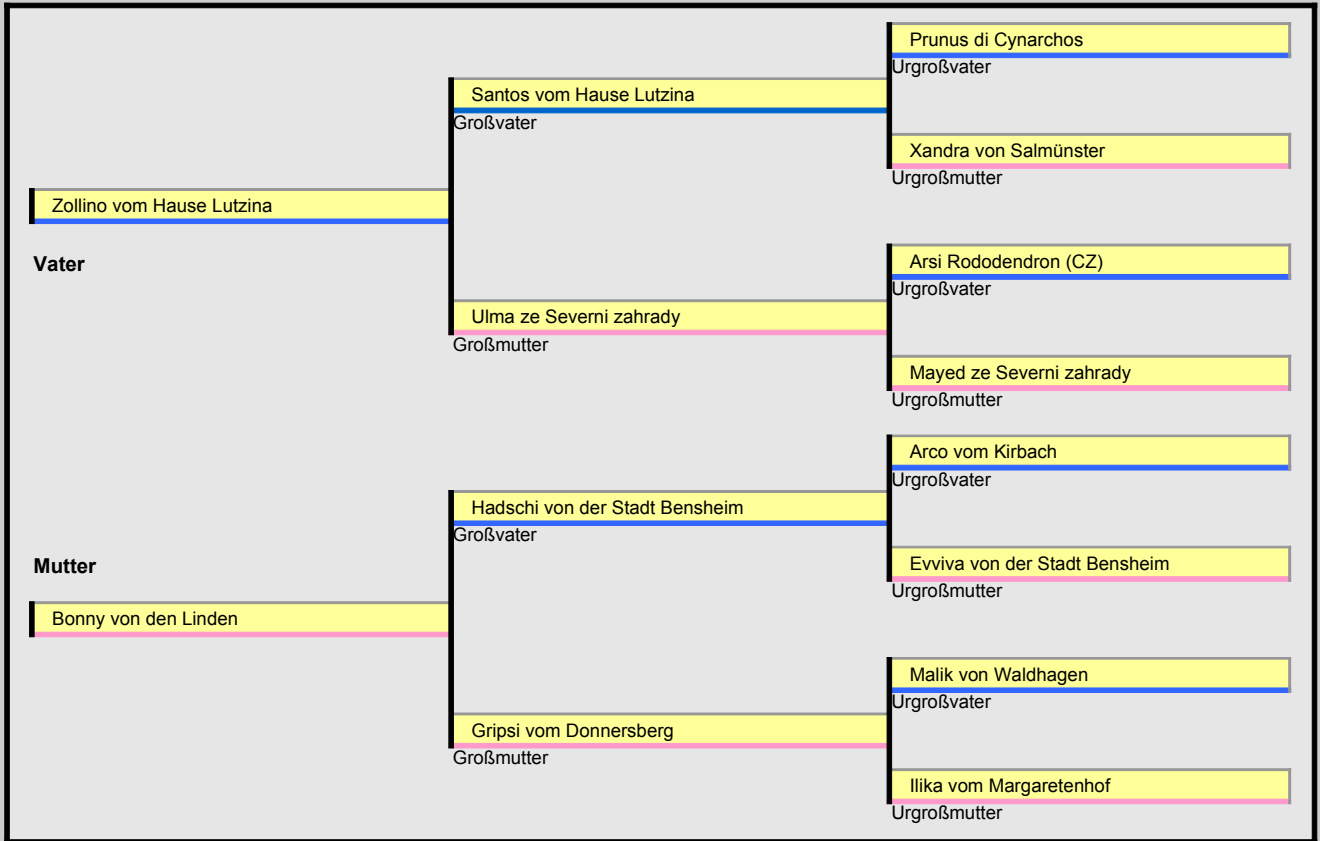 Prunus di Cynarchos
Urgroßvater
Santos vom Hause Lutzina
Großvater
Xandra von Salmünster
Urgroßmutter
Zollino vom Hause Lutzina
Vater
Arsi Rododendron (CZ)
Urgroßvater
Ulma ze Severni zahrady
Großmutter
Mayed ze Severni zahrady
Urgroßmutter
Arco vom Kirbach
Urgroßvater
Hadschi von der Stadt Bensheim
Großvater
Mutter
Evviva von der Stadt Bensheim
Urgroßmutter
Bonny von den Linden
Malik von Waldhagen
Urgroßvater
Gripsi vom Donnersberg
Großmutter
Ilika vom Margaretenhof
Urgroßmutter